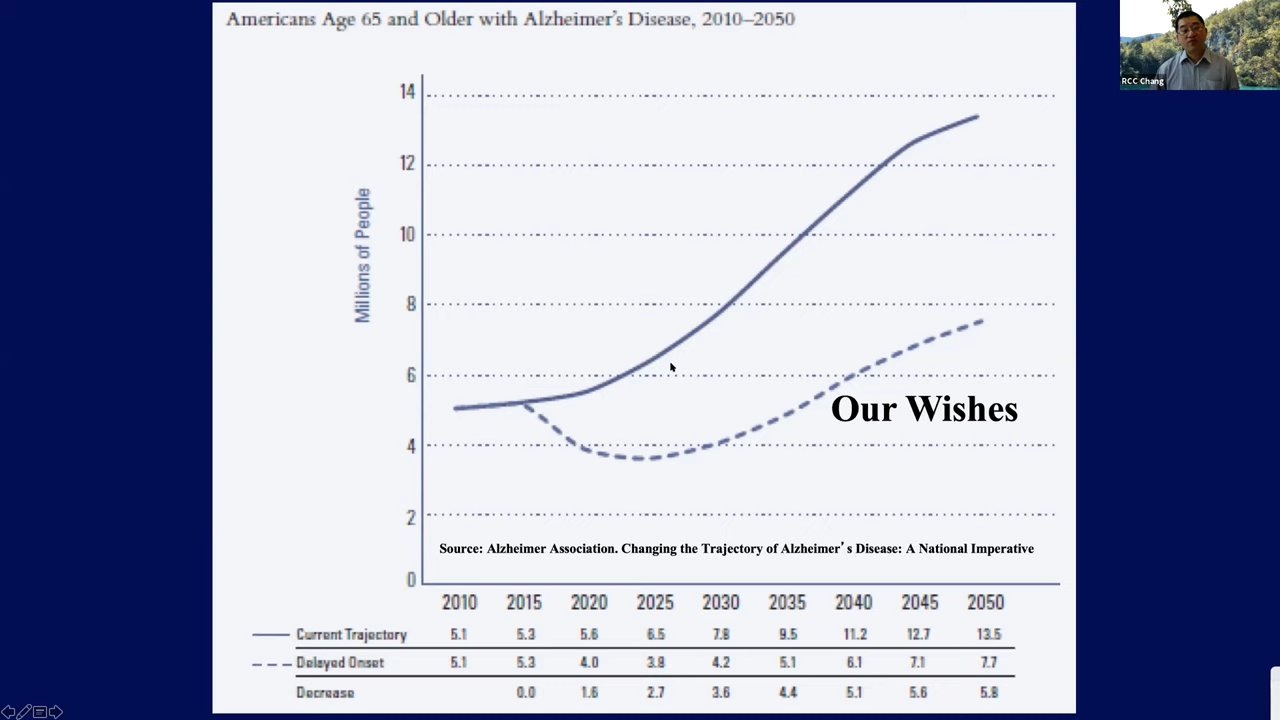 Americans Age 65 and Older with Alzheimer's Disease, 2010–2050
RCC Chang
14
12
10
8
6
4
2
0
Millions of People
Our Wishes
Source: Alzheimer Association. Changing the Trajectory of Alzheimer's Disease: A National Imperative
2010 2015 2020 2025 2030 2035 2040 2045 2050
Current Trajectory 5.1 5.3 5.6 6.5 7.8 9.5 11.2 12.7 13.5
Delayed Onset 5.1 5.3 4.0 3.8 4.2 5.1 6.1 7.1 7.7
Decrease 0.0 1.6 2.7 3.6 4.4 5.1 5.6 5.8